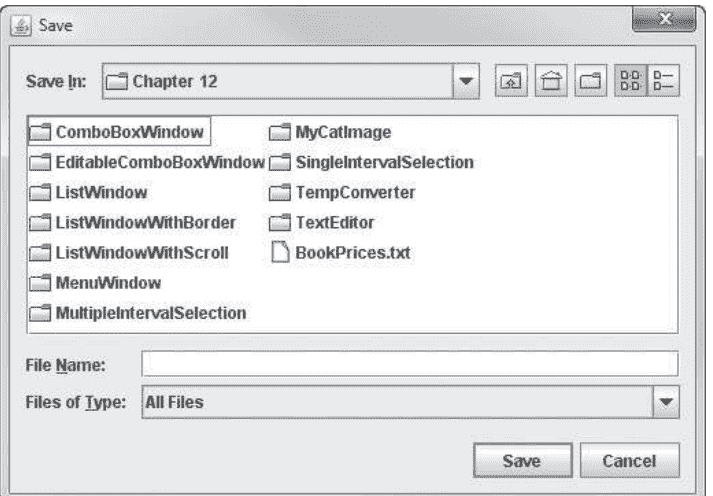 Save
Save In: Chapter 12
ComboBoxWindow MyCatImage
EditableComboBoxWindow SingleIntervalSelection
ListWindow TempConverter
ListWindowWithBorder TextEditor
ListWindowWithScroll BookPrices.txt
MenuWindow
MultipleIntervalSelection
File Name:
Files of Type: All Files
Save Cancel